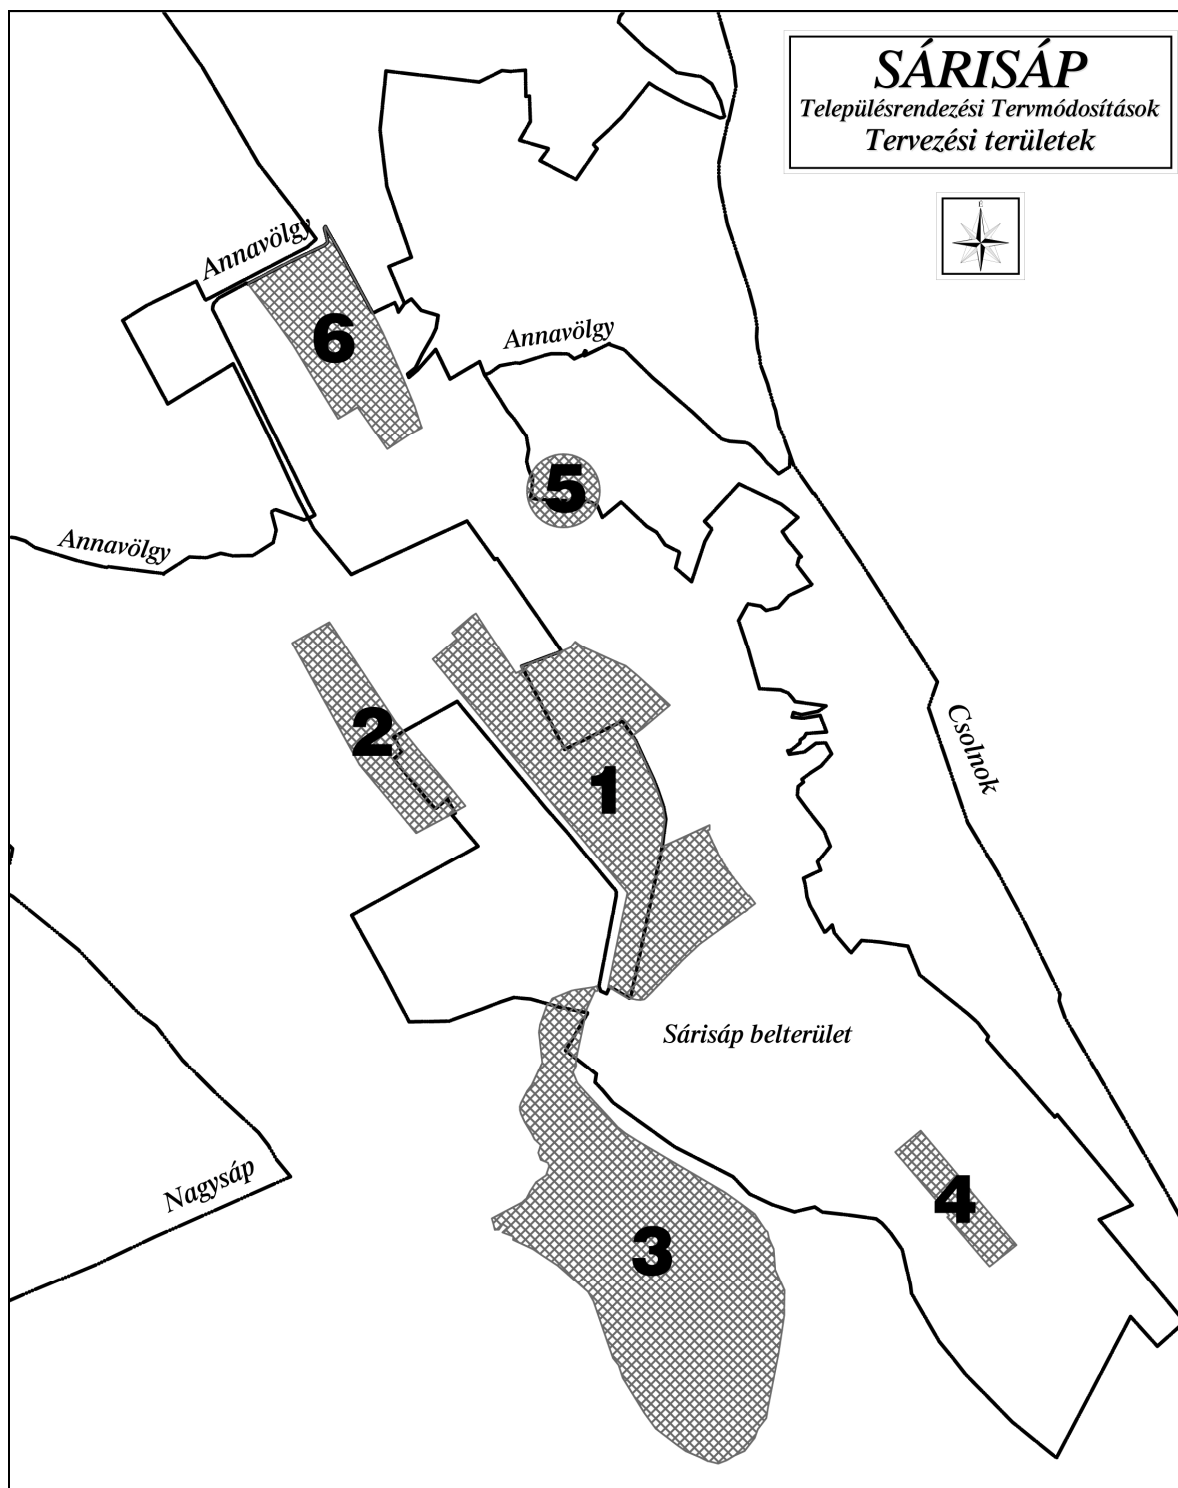 SÁRISÁP
Településrendezési Tervmódosítások
Tervezési területek
É
Annavölgy
6
Annavölgy
5
Annavölgy
2
1
Csolnok
Sárisáp belterület
Nagysáp
4
3